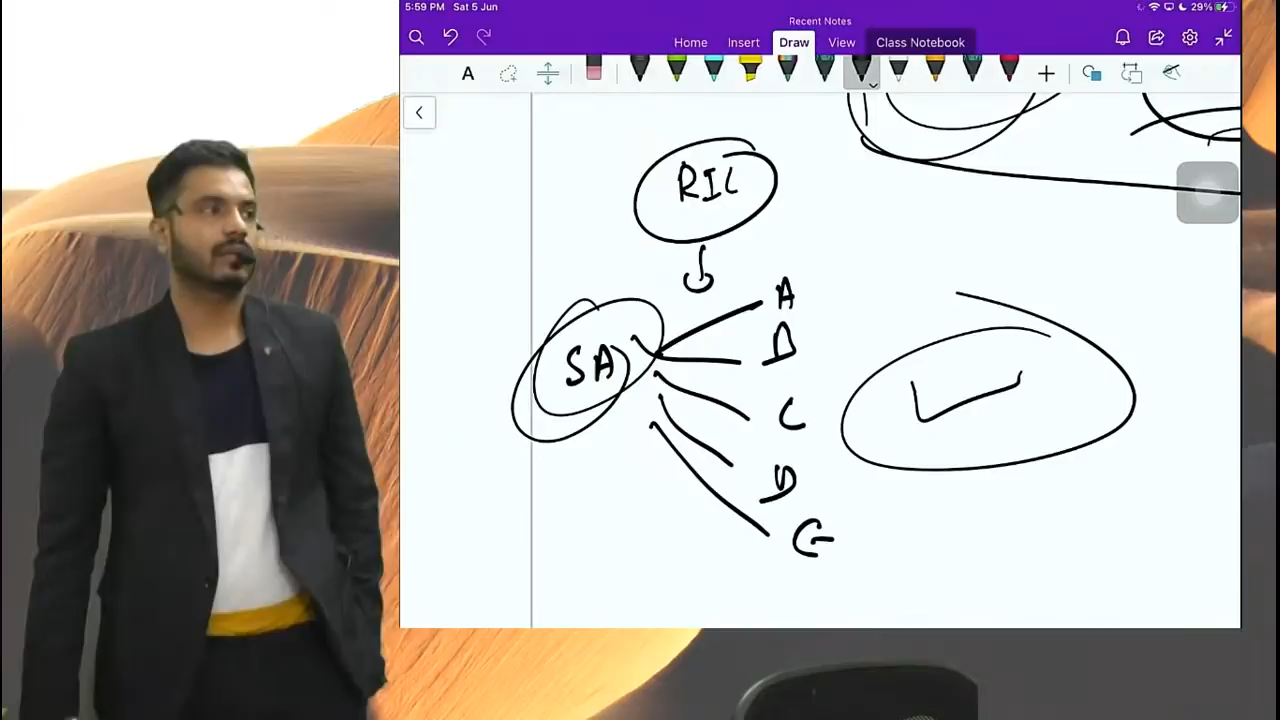 5:59 PM Sat 5 Jun
29%
Recent Notes
Home Insert Draw View Class Notebook
A
RIL
SA
A
B
C
D
G